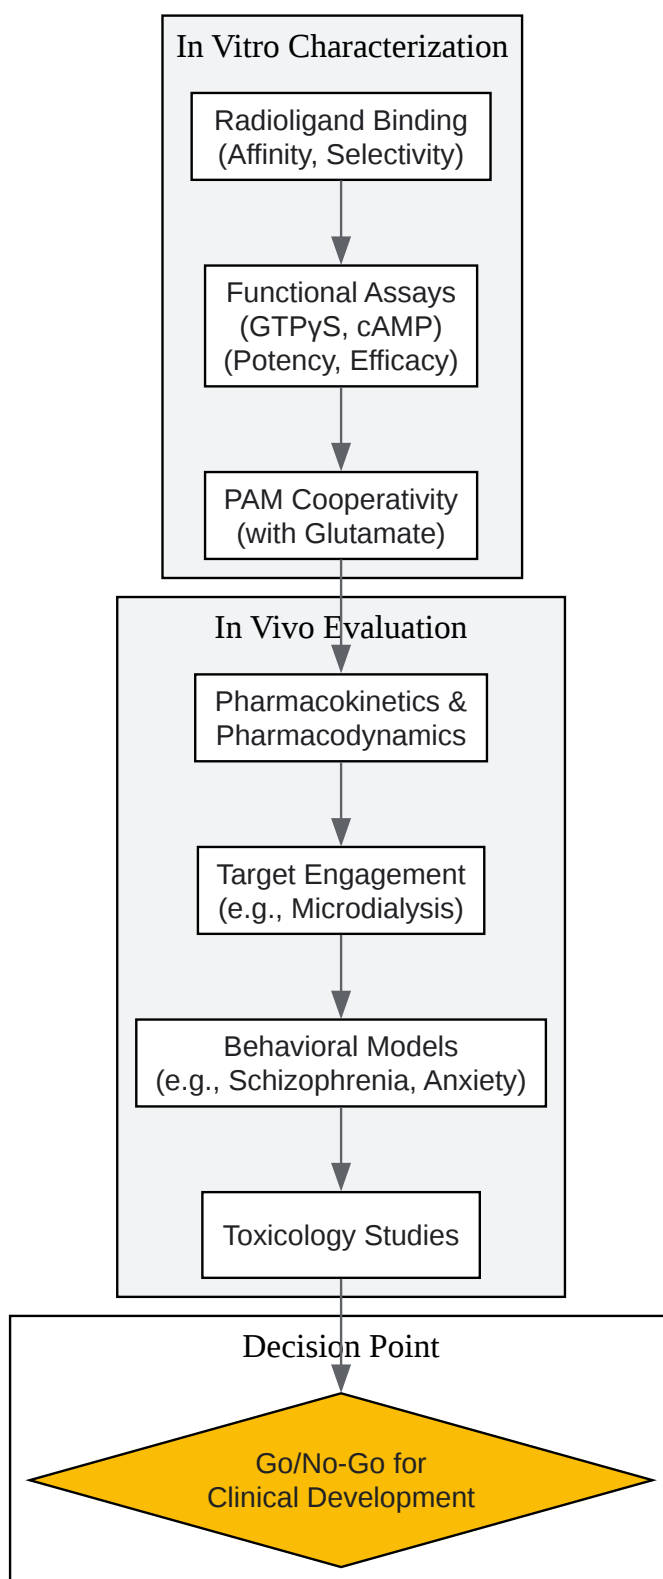 In Vitro Characterization
Radioligand Binding
(Affinity, Selectivity)
Functional Assays
(GTPγS, cAMP)
(Potency, Efficacy)
PAM Cooperativity
(with Glutamate)
In Vivo Evaluation
Pharmacokinetics &
Pharmacodynamics
Target Engagement
(e.g., Microdialysis)
Behavioral Models
(e.g., Schizophrenia, Anxiety)
Toxicology Studies
Decision Point
Go/No-Go for
Clinical Development